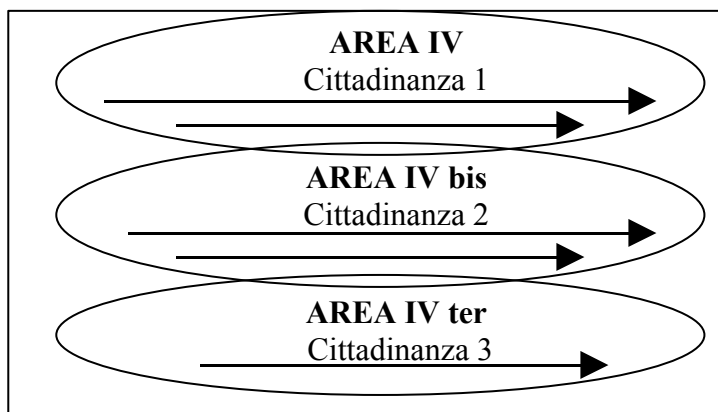 AREA IV
Cittadinanza 1
AREA IV bis
Cittadinanza 2
AREA IV ter
Cittadinanza 3